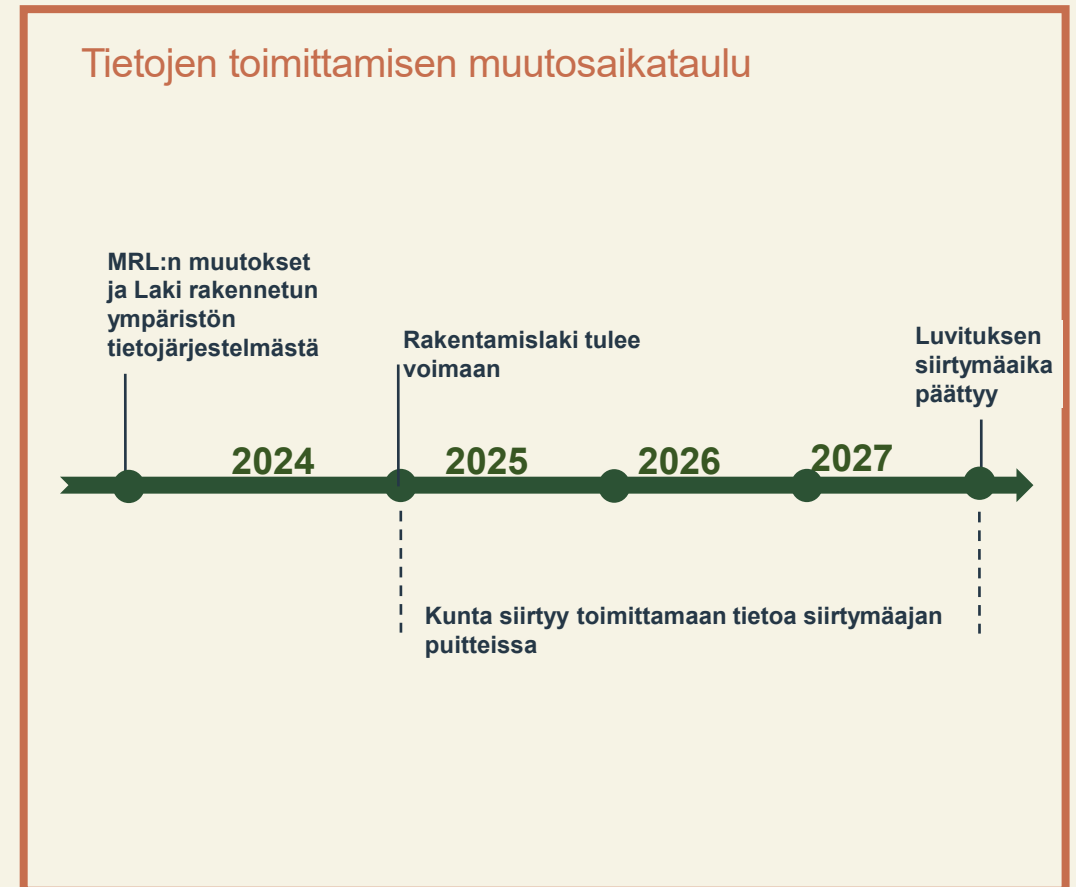 Tietojen toimittamisen muutosaikataulu
MRL:n muutokset
ja Laki rakennetun
ympäristön
tietojärjestelmästä
Rakentamislaki tulee
voimaan
Luvituksen
siirtymäaika
päättyy
2024
2025
2026
2027
Kunta siirtyy toimittamaan tietoa siirtymäajan
puitteissa